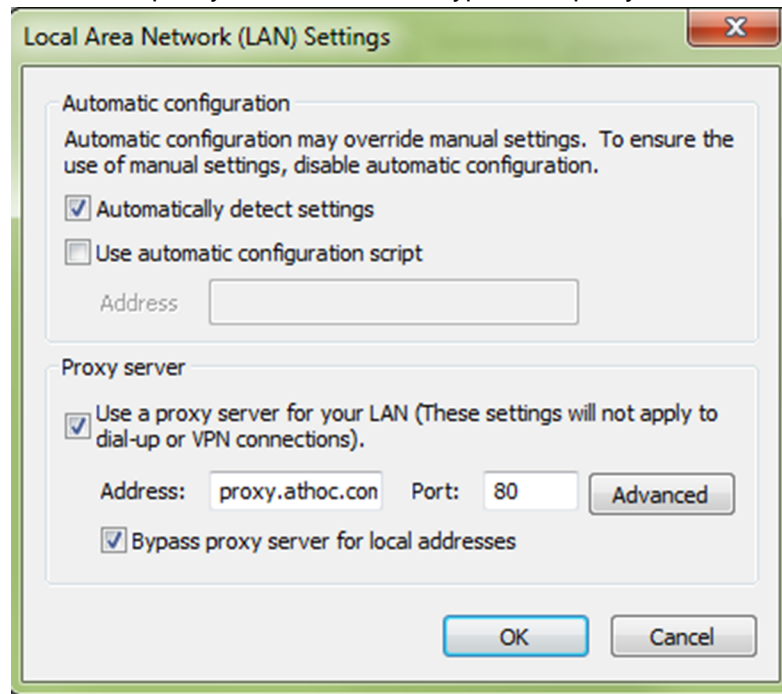 Local Area Network (LAN) Settings
Automatic configuration
Automatic configuration may override manual settings. To ensure the
use of manual settings, disable automatic configuration.
Automatically detect settings
Use automatic configuration script
Address
Proxy server
Use a proxy server for your LAN (These settings will not apply to
dial-up or VPN connections).
Address: proxy.athoc.com Port: 80 Advanced
Bypass proxy server for local addresses
OK Cancel